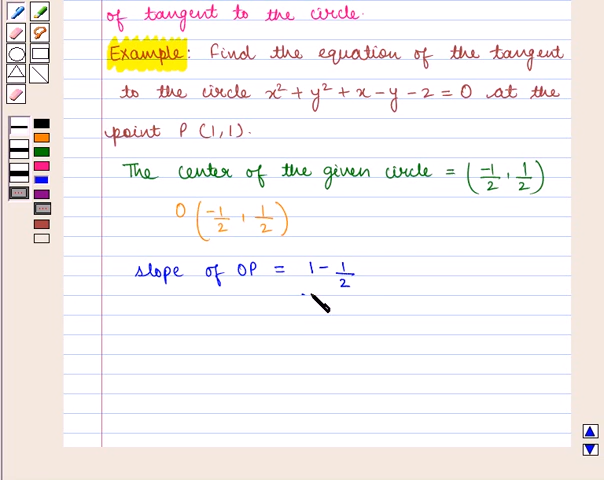 of tangent to the circle.
Example: Find the equation of the tangent
to the circle x² + y² + x - y - 2 = 0 at the
point P (1,1).
The center of the given circle = (-1/2, 1/2)
O (-1/2, 1/2)
slope of OP = 1 - 1/2